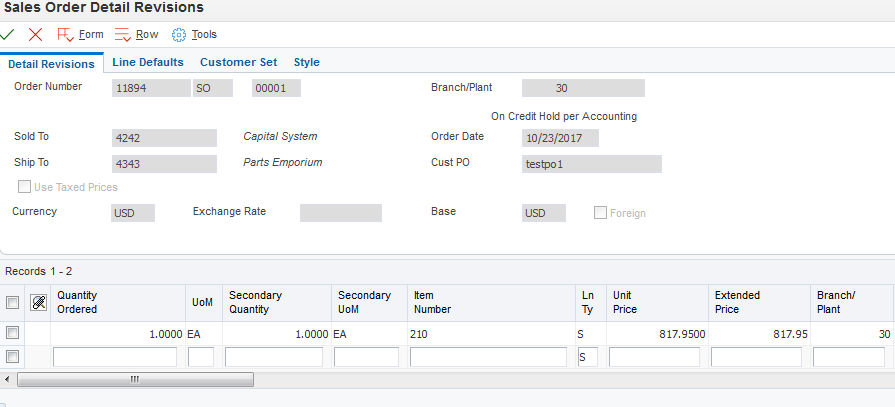 Sales Order Detail Revisions
Form Row Tools
Detail Revisions Line Defaults Customer Set Style
Order Number 11894 SO 00001 Branch/Plant 30
On Credit Hold per Accounting
Sold To 4242 Capital System Order Date 10/23/2017
Ship To 4343 Parts Emporium Cust PO testpo1
Use Taxed Prices
Currency USD Exchange Rate Base USD Foreign
Records 1 - 2
Quantity Secondary Secondary Item Ln Unit Extended Branch/
Ordered UoM Quantity UoM Number Ty Price Price Plant
1.0000 EA 1.0000 EA 210 S 817.9500 817.95 30
S